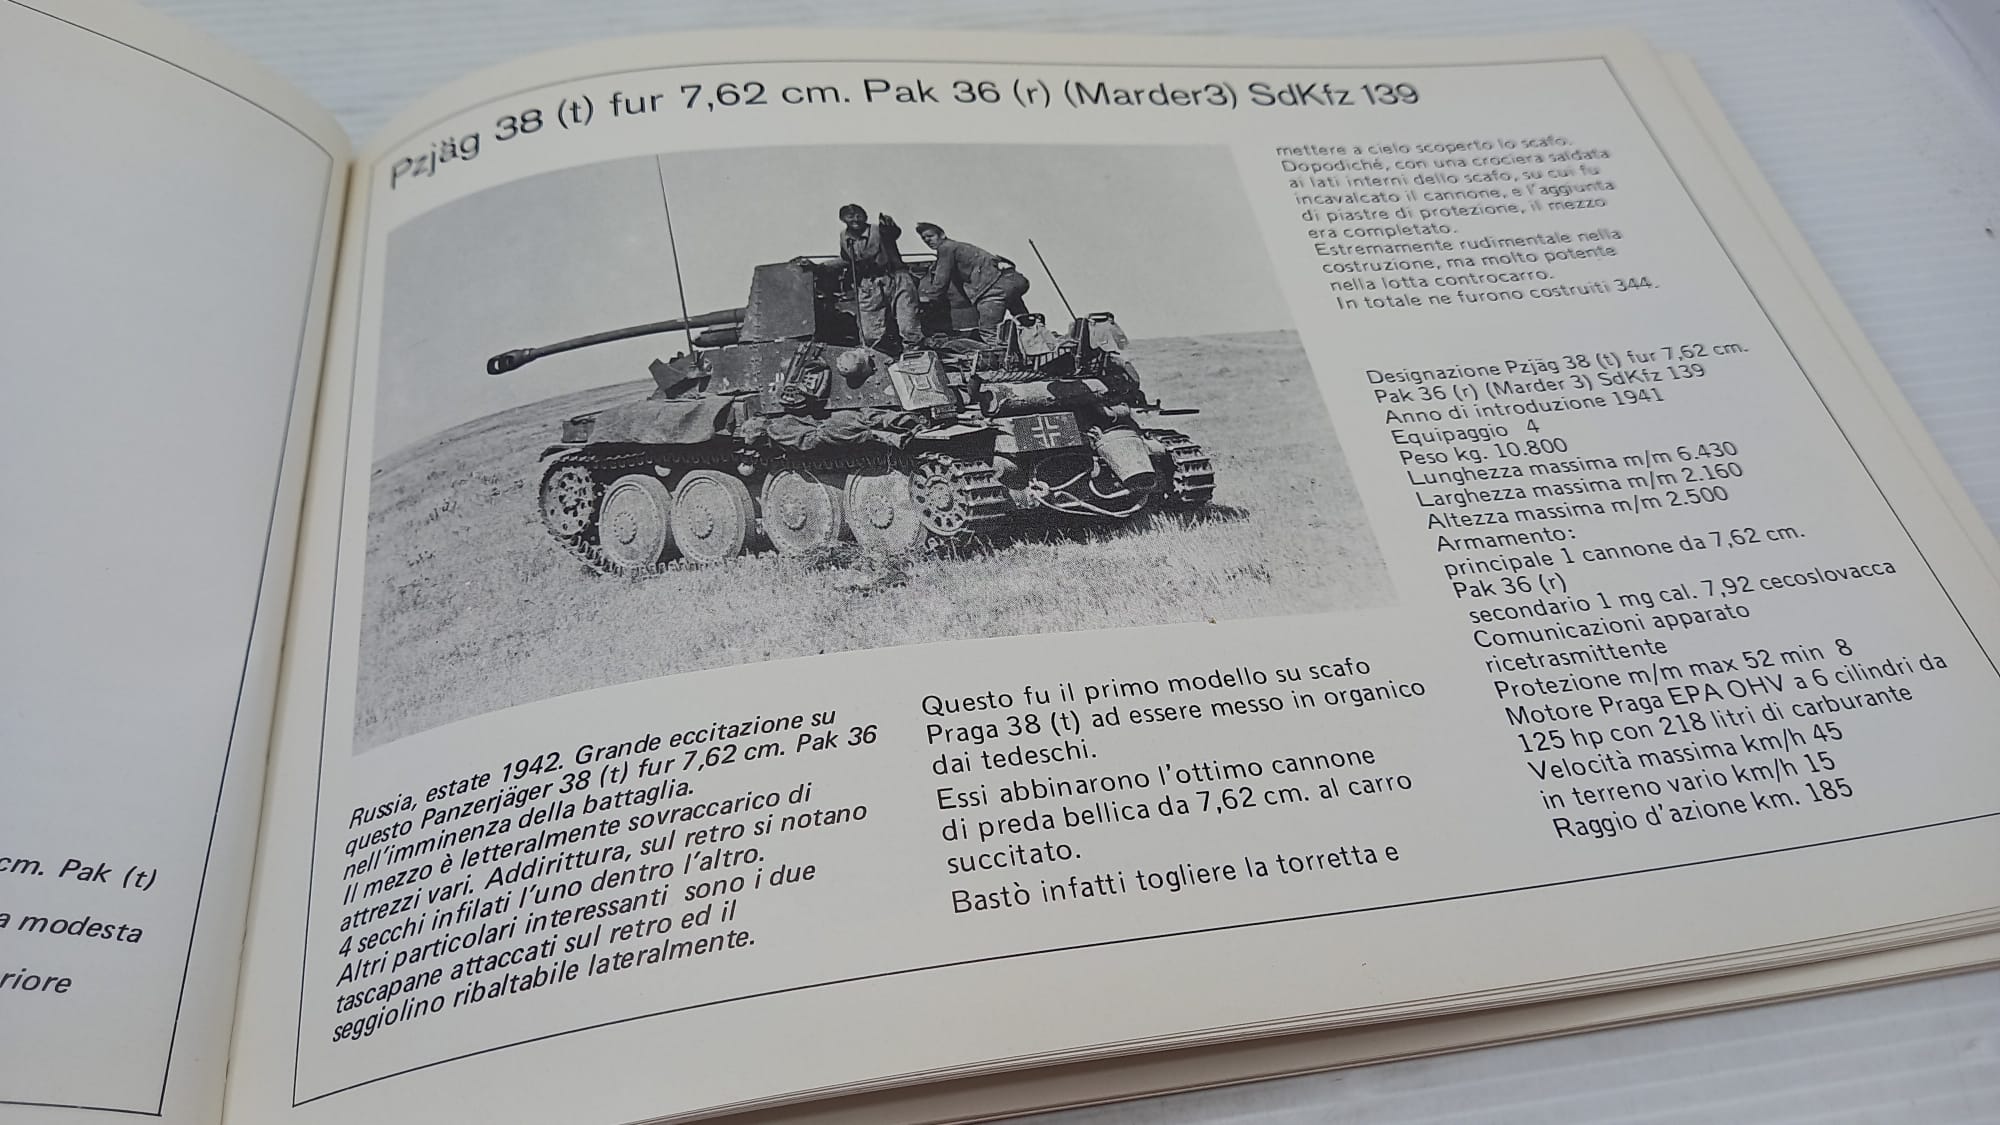 cm. Pak (t)
a modesta
riore
Pzjäg 38 (t) fur 7,62 cm. Pak 36 (r) (Marder3) SdKfz 139
Russia, estate 1942. Grande eccitazione su
questo Panzerjäger 38 (t) fur 7,62 cm. Pak 36
nell'imminenza della battaglia.
Il mezzo è letteralmente sovraccarico di
attrezzi vari. Addirittura, sul retro si notano
4 secchi infilati l'uno dentro l'altro.
Altri particolari interessanti sono i due
tascapane attaccati sul retro ed il
seggiolino ribaltabile lateralmente.
Questo fu il primo modello su scafo
Praga 38 (t) ad essere messo in organico
dai tedeschi.
Essi abbinarono l'ottimo cannone
di preda bellica da 7,62 cm. al carro
succitato.
Bastò infatti togliere la torretta e
mettere a cielo scoperto lo scafo.
Dopodiché, con una crociera saldata
ai lati interni dello scafo, su cui fu
incavalcato il cannone, e l'aggiunta
di piastre di protezione, il mezzo
era completato.
Estremamente rudimentale nella
costruzione, ma molto potente
nella lotta controcarro.
In totale ne furono costruiti 344.
Designazione Pzjäg 38 (t) fur 7,62 cm.
Pak 36 (r) (Marder 3) SdKfz 139
Anno di introduzione 1941
Equipaggio 4
Peso kg. 10.800
Lunghezza massima m/m 6.430
Larghezza massima m/m 2.160
Altezza massima m/m 2.500
Armamento:
principale 1 cannone da 7,62 cm.
Pak 36 (r)
secondario 1 mg cal. 7,92 cecoslovacca
Comunicazioni apparato
ricetrasmittente
Protezione m/m max 52 min 8
Motore Praga EPA OHV a 6 cilindri da
125 hp con 218 litri di carburante
Velocità massima km/h 45
in terreno vario km/h 15
Raggio d'azione km. 185